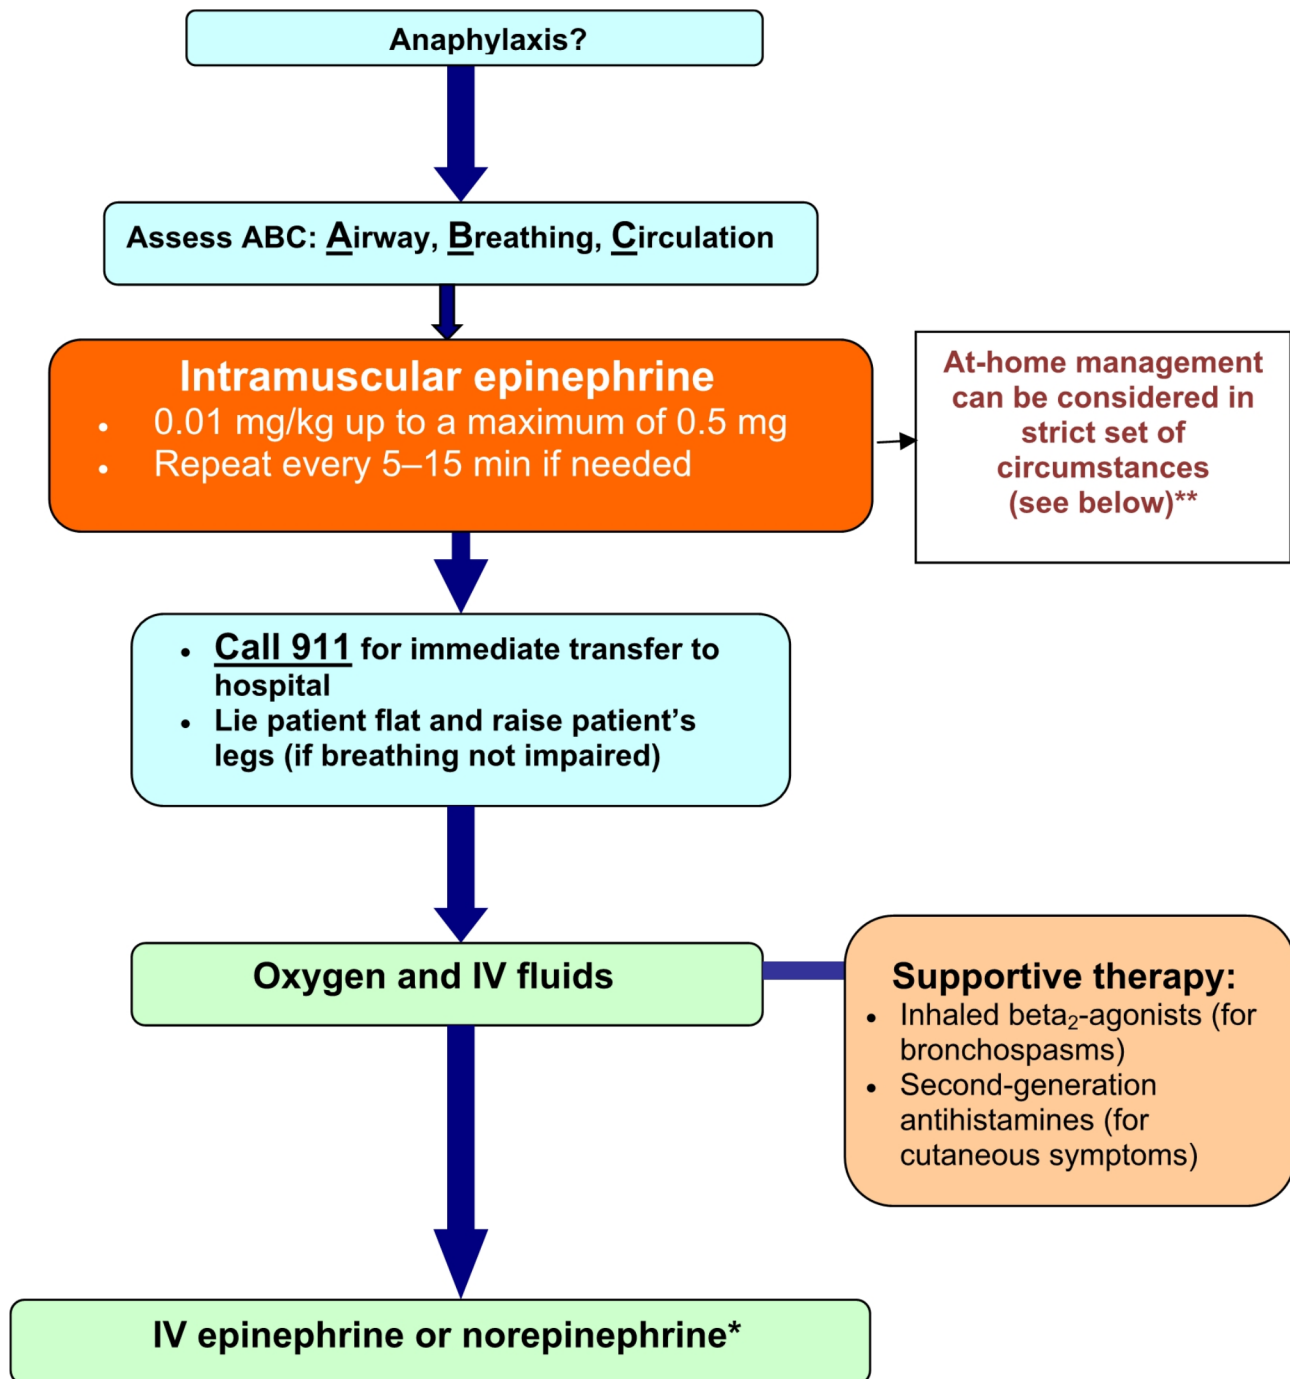 Anaphylaxis?
Assess ABC: Airway, Breathing, Circulation
Intramuscular epinephrine
• 0.01 mg/kg up to a maximum of 0.5 mg
• Repeat every 5–15 min if needed
At-home management
can be considered in
strict set of
circumstances
(see below)**
• Call 911 for immediate transfer to
hospital
• Lie patient flat and raise patient’s
legs (if breathing not impaired)
Oxygen and IV fluids
Supportive therapy:
• Inhaled beta₂-agonists (for
bronchospasms)
• Second-generation
antihistamines (for
cutaneous symptoms)
IV epinephrine or norepinephrine*